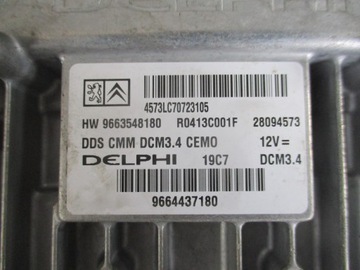 4573LC70723105
HW 9663548180 R0413C001F 28094573
DDS CMM DCM3.4 CEMO 12V=
DELPHI 19C7 DCM3.4
9664437180